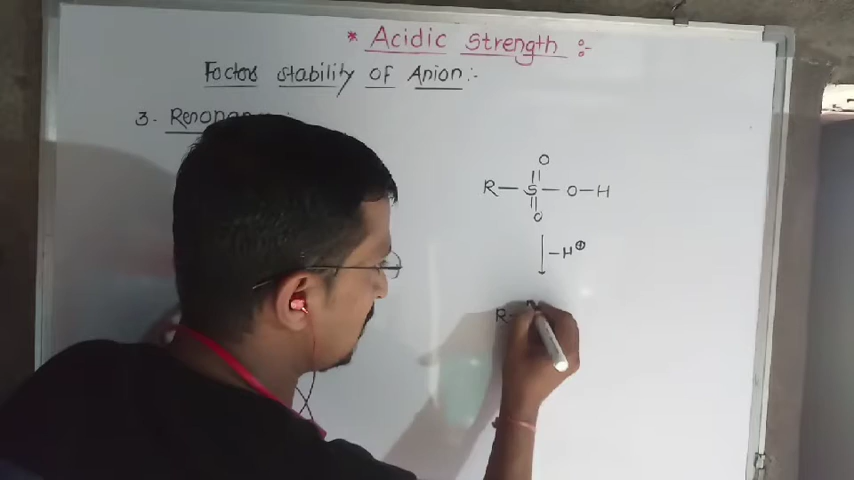 * Acidic Strength :-
Factors stability of Anion :-
3.
O
||
R — S — O — H
||
O
— H⊕
R —